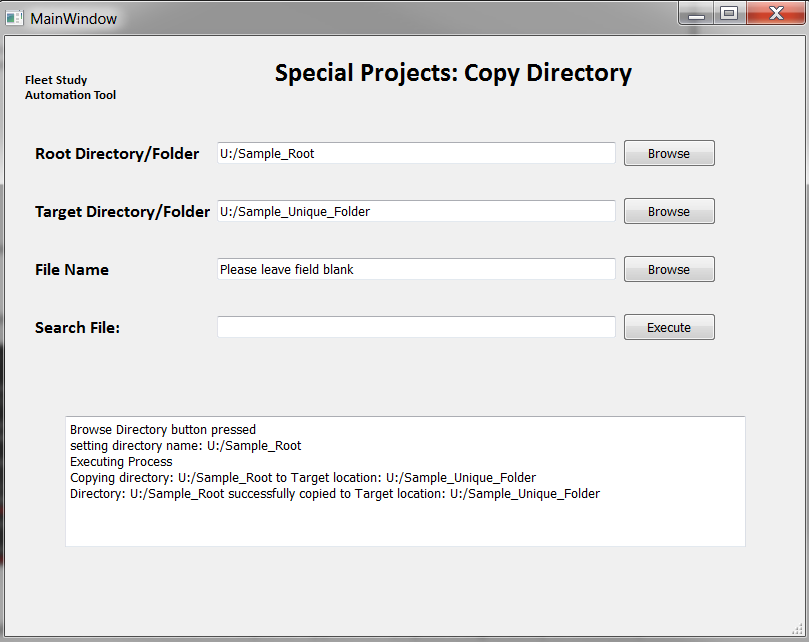 MainWindow
Special Projects: Copy Directory
Fleet Study
Automation Tool
Root Directory/Folder U:/Sample_Root Browse
Target Directory/Folder U:/Sample_Unique_Folder Browse
File Name Please leave field blank Browse
Search File: Execute
Browse Directory button pressed
setting directory name: U:/Sample_Root
Executing Process
Copying directory: U:/Sample_Root to Target location: U:/Sample_Unique_Folder
Directory: U:/Sample_Root successfully copied to Target location: U:/Sample_Unique_Folder